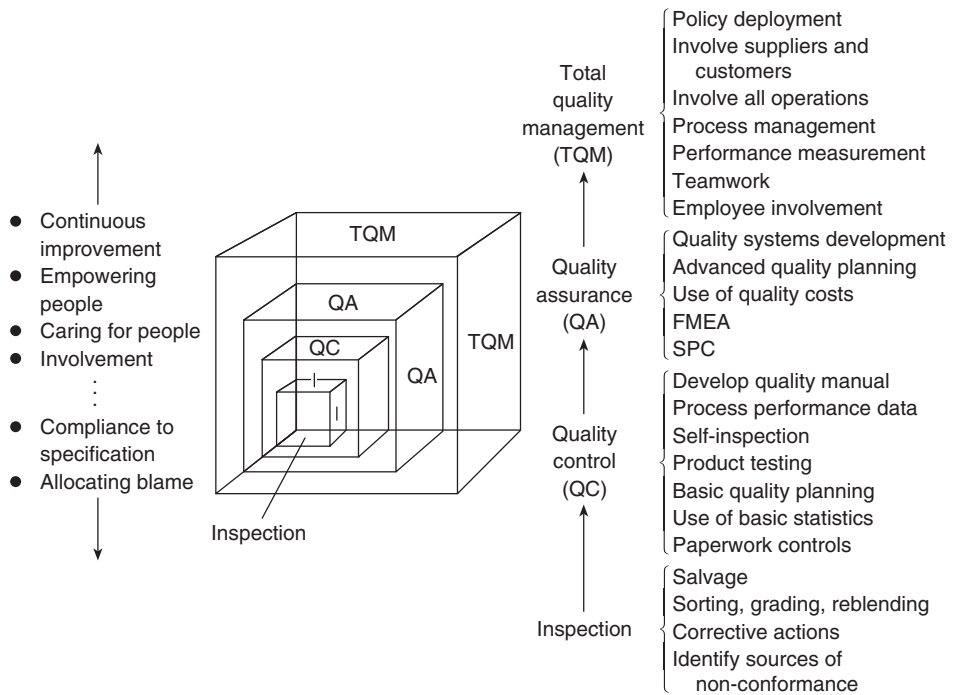 ● Continuous
improvement
● Empowering
people
● Caring for people
● Involvement
⋮
● Compliance to
specification
● Allocating blame
TQM
TQM
QA
QA
QC
I
I
Inspection
Total
quality
management
(TQM)
Policy deployment
Involve suppliers and
customers
Involve all operations
Process management
Performance measurement
Teamwork
Employee involvement
Quality
assurance
(QA)
Quality systems development
Advanced quality planning
Use of quality costs
FMEA
SPC
Quality
control
(QC)
Develop quality manual
Process performance data
Self-inspection
Product testing
Basic quality planning
Use of basic statistics
Paperwork controls
Inspection
Salvage
Sorting, grading, reblending
Corrective actions
Identify sources of
non-conformance